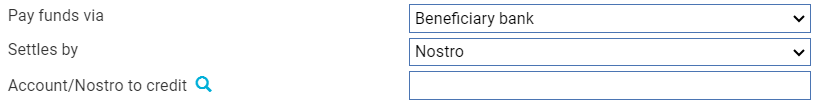 Pay funds via Beneficiary bank
Settles by Nostro
Account/Nostro to credit